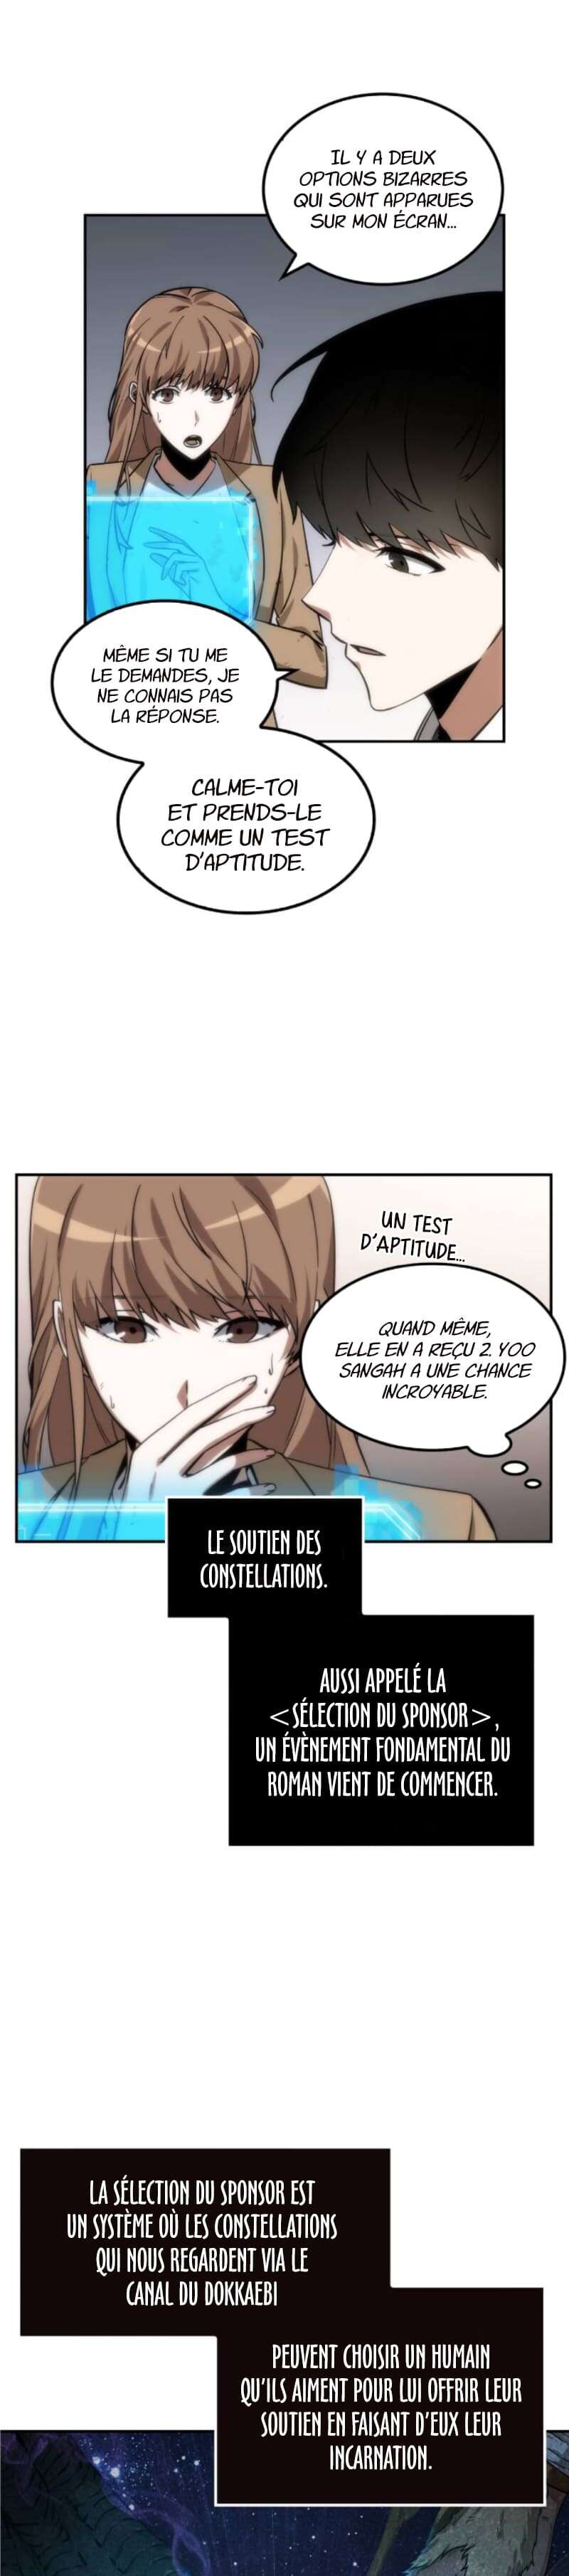 IL Y A DEUX
OPTIONS BIZARRES
QUI SONT APPARUES
SUR MON ÉCRAN...
MÊME SI TU ME
LE DEMANDES, JE
NE CONNAIS PAS
LA RÉPONSE.
CALME-TOI
ET PRENDS-LE
COMME UN TEST
D'APTITUDE.
UN TEST
D'APTITUDE...
QUAND MÊME,
ELLE EN A REÇU 2. YOO
SANGAH A UNE CHANCE
INCROYABLE.
LE SOUTIEN DES
CONSTELLATIONS.
AUSSI APPELÉ LA
<SÉLECTION DU SPONSOR>,
UN ÉVÈNEMENT FONDAMENTAL DU
ROMAN VIENT DE COMMENCER.
LA SÉLECTION DU SPONSOR EST
UN SYSTÈME OÙ LES CONSTELLATIONS
QUI NOUS REGARDENT VIA LE
CANAL DU DOKKAEBI
PEUVENT CHOISIR UN HUMAIN
QU'ILS AIMENT POUR LUI OFFRIR LEUR
SOUTIEN EN FAISANT D'EUX LEUR
INCARNATION.